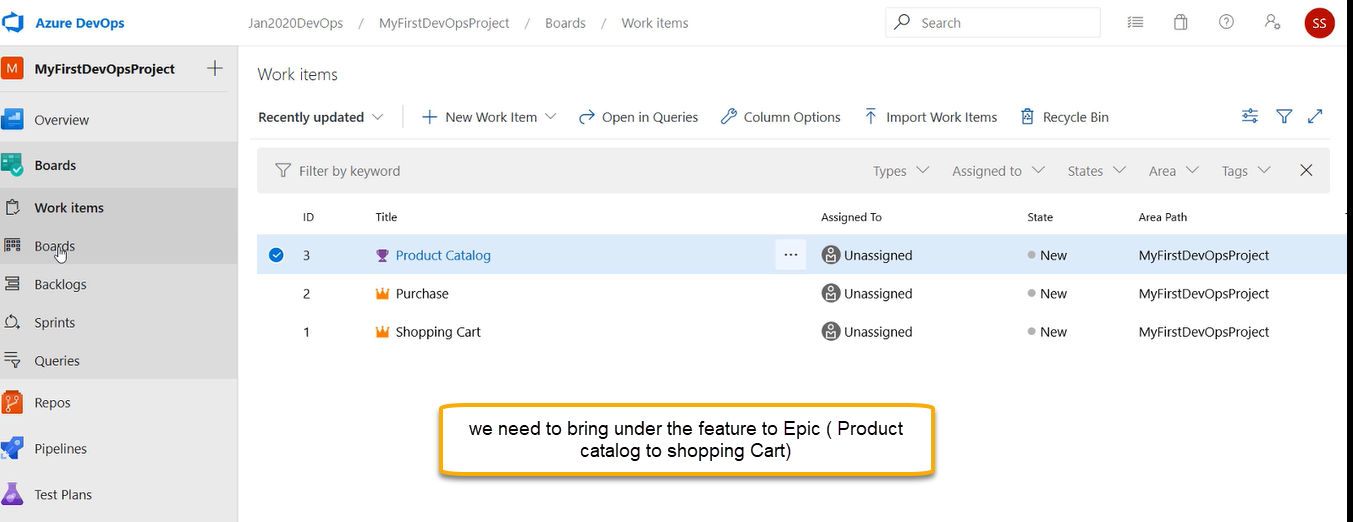 Azure DevOps
Jan2020DevOps / MyFirstDevOpsProject / Boards / Work items
Search
SS
M MyFirstDevOpsProject
Overview
Boards
Work items
Boards
Backlogs
Sprints
Queries
Repos
Pipelines
Test Plans
Work items
Recently updated New Work Item Open in Queries Column Options Import Work Items Recycle Bin
Filter by keyword Types Assigned to States Area Tags
ID Title Assigned To State Area Path
3 Product Catalog ... Unassigned New MyFirstDevOpsProject
2 Purchase Unassigned New MyFirstDevOpsProject
1 Shopping Cart Unassigned New MyFirstDevOpsProject
we need to bring under the feature to Epic ( Product
catalog to shopping Cart)